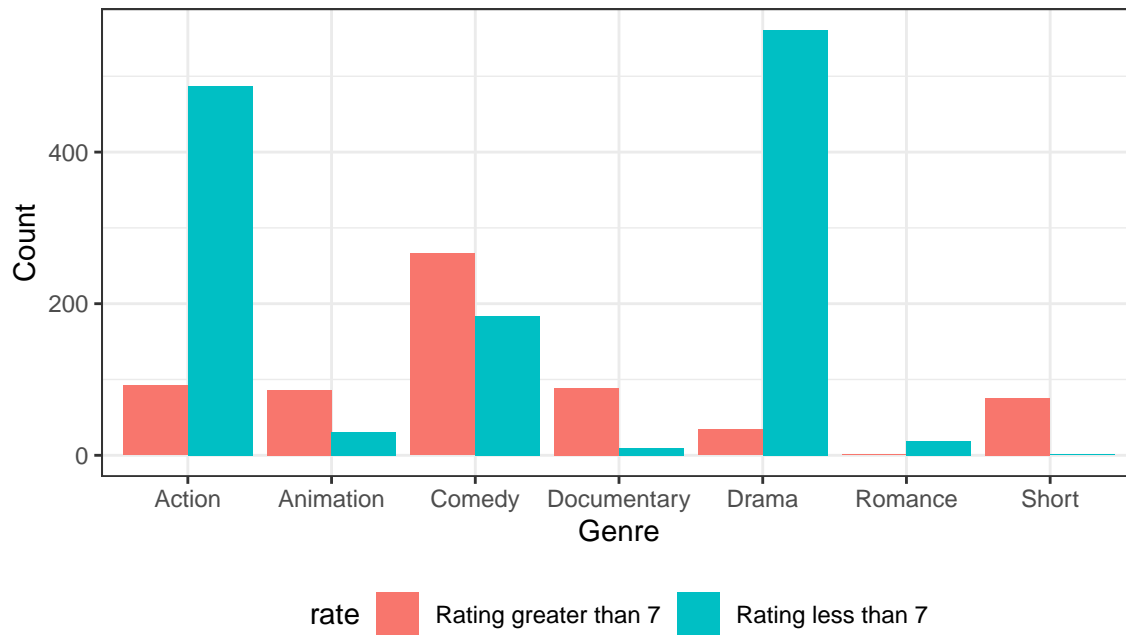 400
200
0
Count
Action Animation Comedy Documentary Drama Romance Short
Genre
rate Rating greater than 7 Rating less than 7